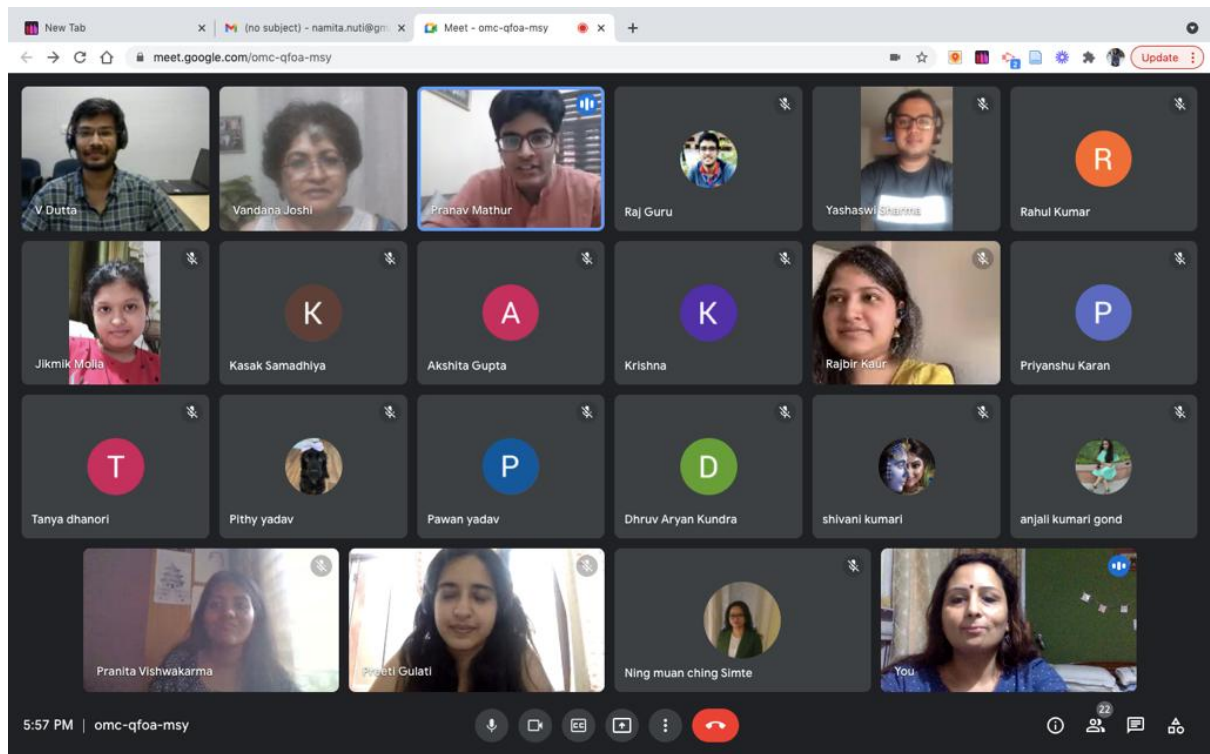 New Tab
(no subject) - namita.nuti@gm
Meet - omc-qfoa-msy
meet.google.com/omc-qfoa-msy
2
Update
V Dutta
Vandana Joshi
Pranav Mathur
Raj Guru
Yashaswi Sharma
R
Rahul Kumar
Jikmik Molia
K
Kasak Samadhiya
A
Akshita Gupta
K
Krishna
Rajbir Kaur
P
Priyanshu Karan
T
Tanya dhanori
Pithy yadav
P
Pawan yadav
D
Dhruv Aryan Kundra
shivani kumari
anjali kumari gond
Pranita Vishwakarma
Preeti Gulati
Ning muan ching Simte
You
5:57 PM | omc-qfoa-msy
CC
22